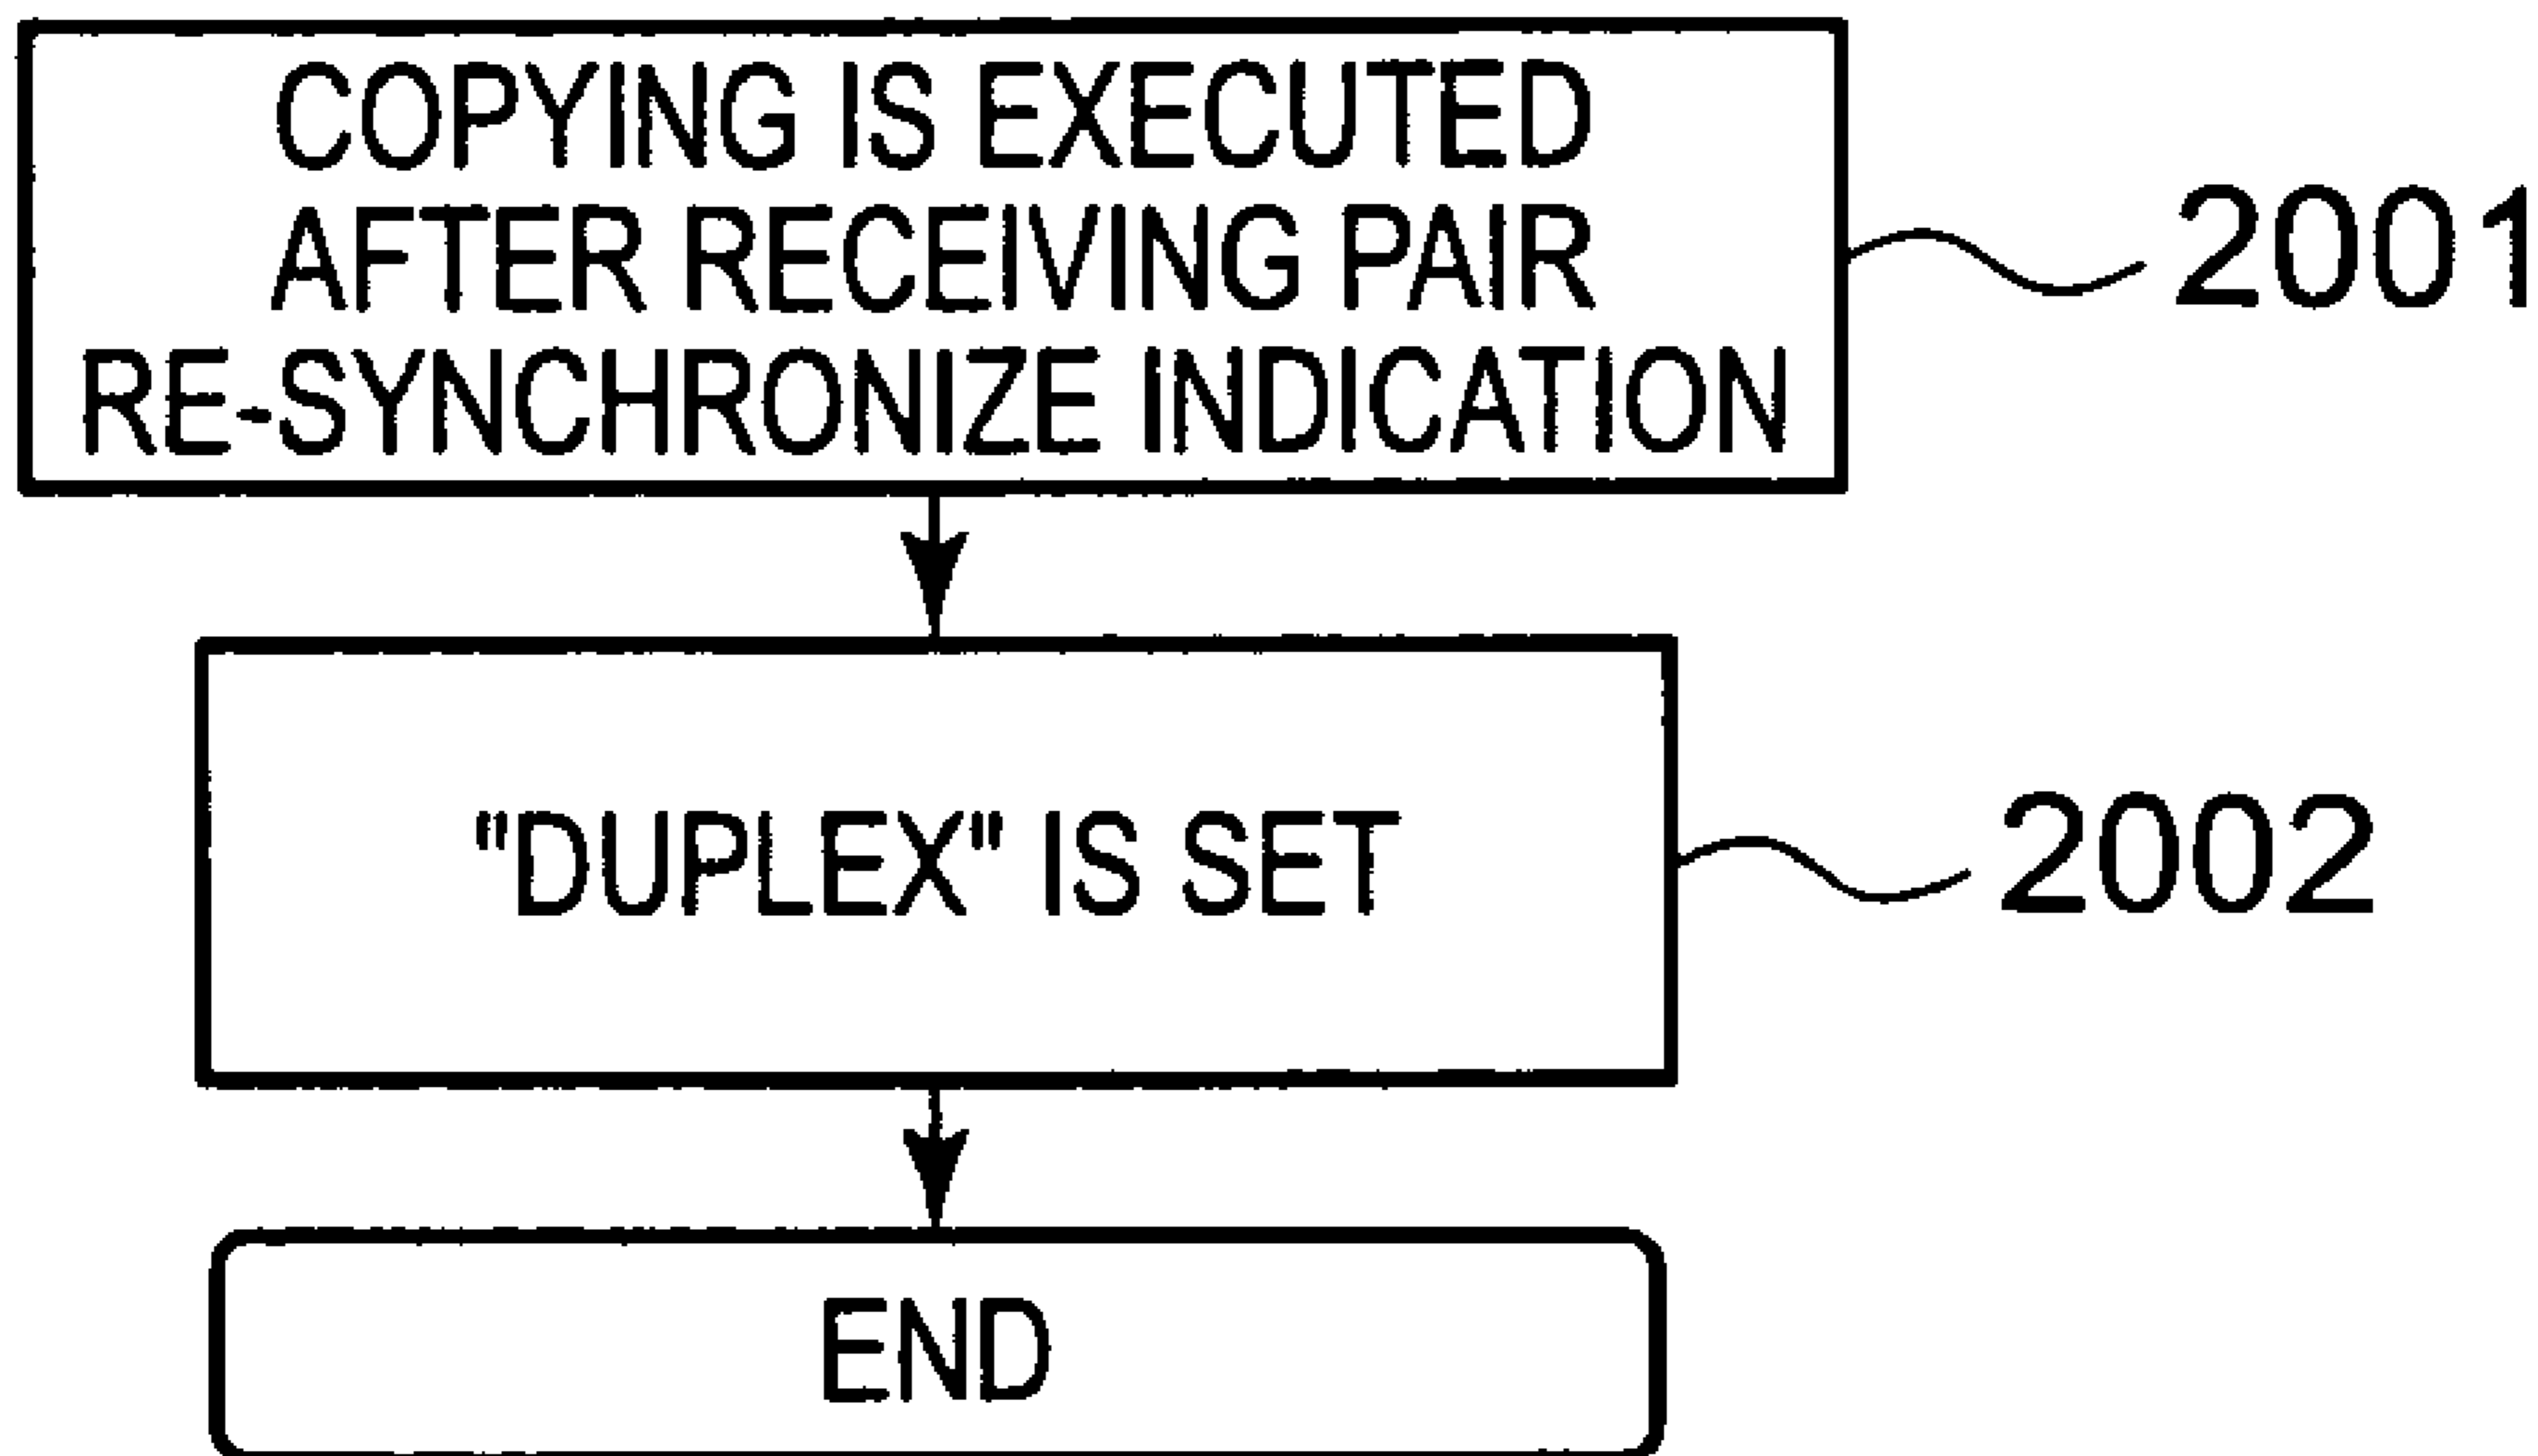 COPYING IS EXECUTED
AFTER RECEIVING PAIR
RE-SYNCHRONIZE INDICATION
2001
"DUPLEX" IS SET
2002
END